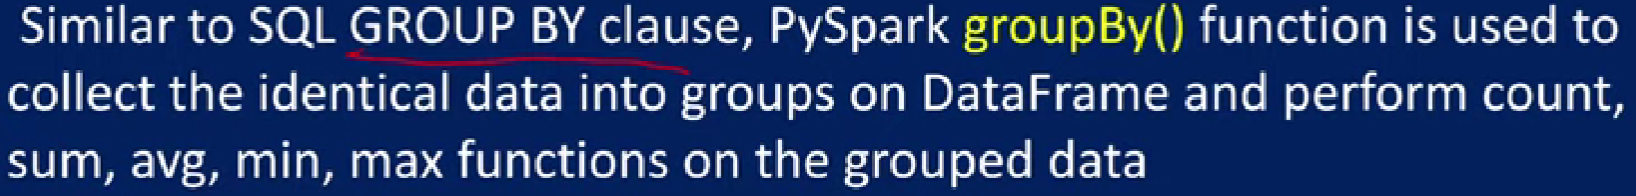 Similar to SQL GROUP BY clause, PySpark groupBy() function is used to
collect the identical data into groups on DataFrame and perform count,
sum, avg, min, max functions on the grouped data